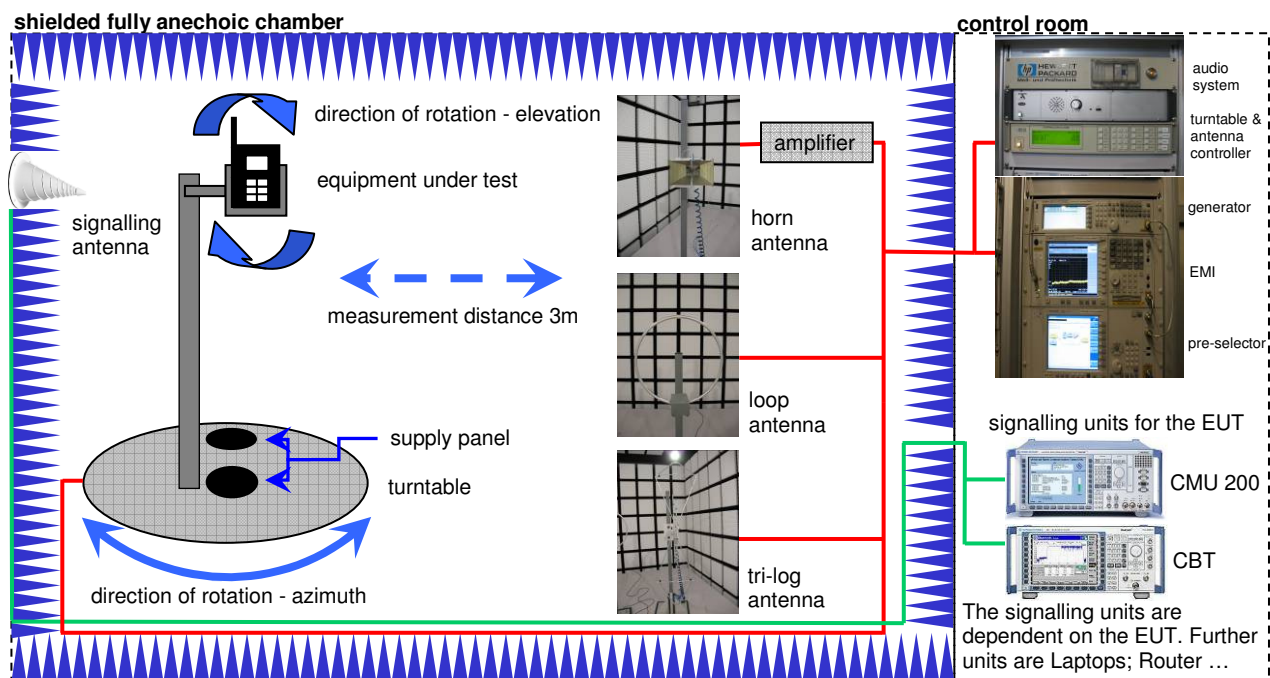 shielded fully anechoic chamber
control room
direction of rotation - elevation
equipment under test
signalling
antenna
measurement distance 3m
supply panel
turntable
direction of rotation - azimuth
amplifier
horn
antenna
loop
antenna
tri-log
antenna
HEWLETT
PACKARD
audio
system
turntable &
antenna
controller
generator
EMI
pre-selector
signalling units for the EUT
CMU 200
CBT
The signalling units are
dependent on the EUT. Further
units are Laptops; Router …